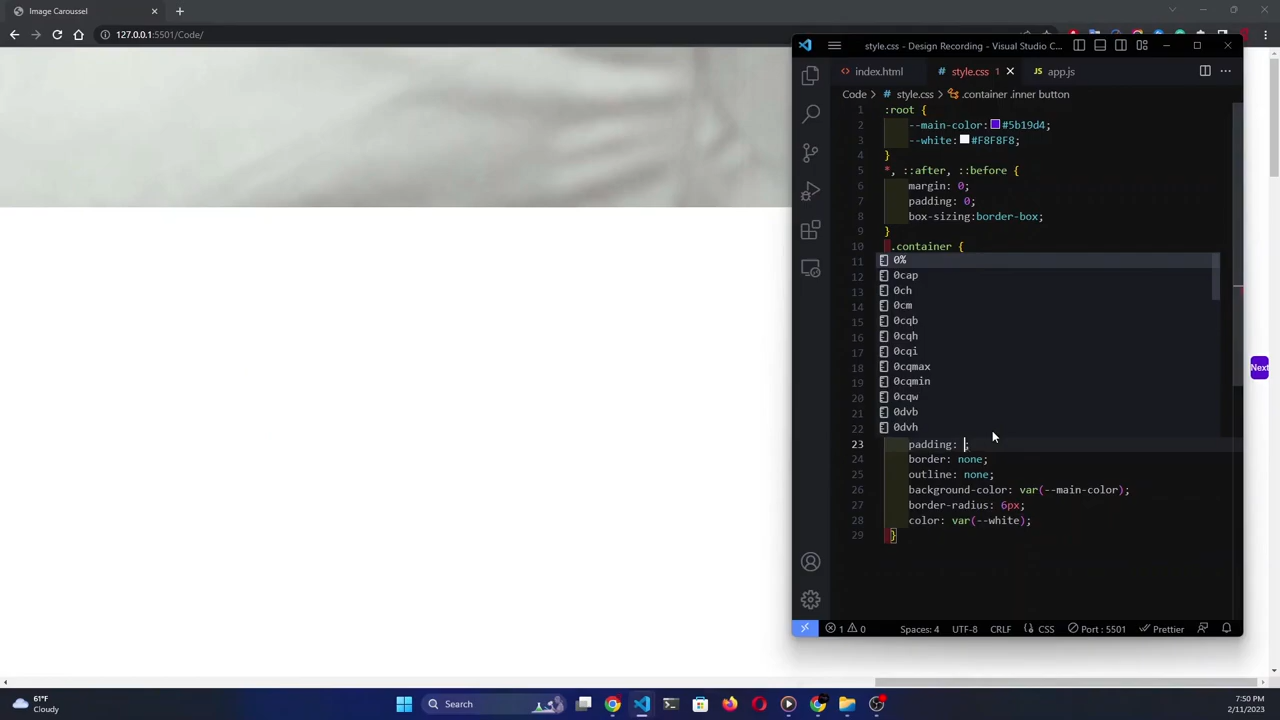 Image Caroussel
127.0.0.1:5501/Code/
style.css - Design Recording - Visual Studio C...
index.html
# style.css 1
app.js
Code > # style.css > .container .inner button
1 :root {
2 --main-color: #5b19d4;
3 --white: #F8F8F8;
4 }
5 *, ::after, ::before {
6 margin: 0;
7 padding: 0;
8 box-sizing:border-box;
9 }
10 .container {
11
12
13
14
15
16
17
18
19
20
21
22
0%
0cap
0ch
0cm
0cqb
0cqh
0cqi
0cqmax
0cqmin
0cqw
0dvb
0dvh
Next
23 padding: ;
24 border: none;
25 outline: none;
26 background-color: var(--main-color);
27 border-radius: 6px;
28 color: var(--white);
29 }
1 0 Spaces: 4 UTF-8 CRLF CSS Port : 5501 Prettier
61°F
Cloudy
Search
7:50 PM
2/11/2023